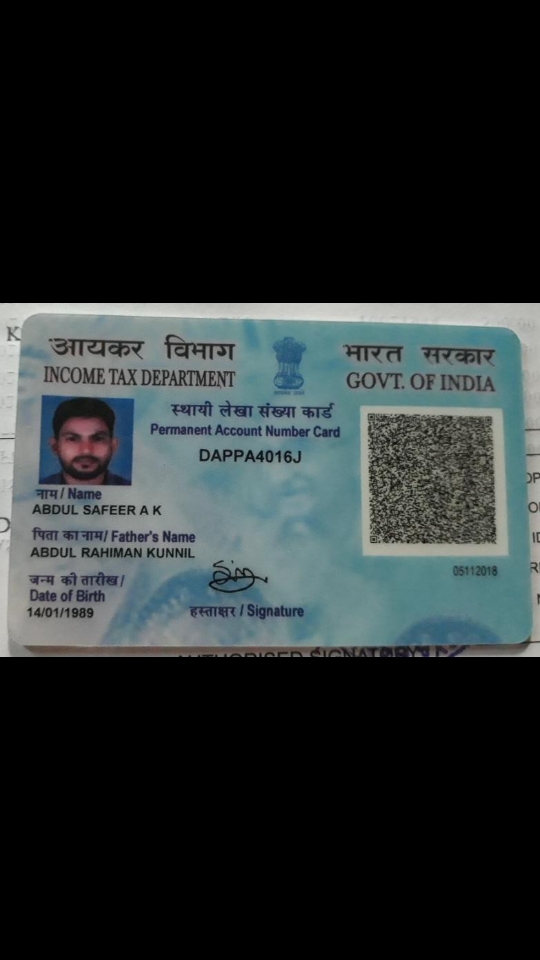 आयकर विभाग
INCOME TAX DEPARTMENT
भारत सरकार
GOVT. OF INDIA
स्थायी लेखा संख्या कार्ड
Permanent Account Number Card
DAPPA4016J
नाम / Name
ABDUL SAFEER A K
पिता का नाम / Father's Name
ABDUL RAHIMAN KUNNIL
जन्म की तारीख /
Date of Birth
14/01/1989
हस्ताक्षर / Signature
05112018
AUTHORISED SIGNATORY